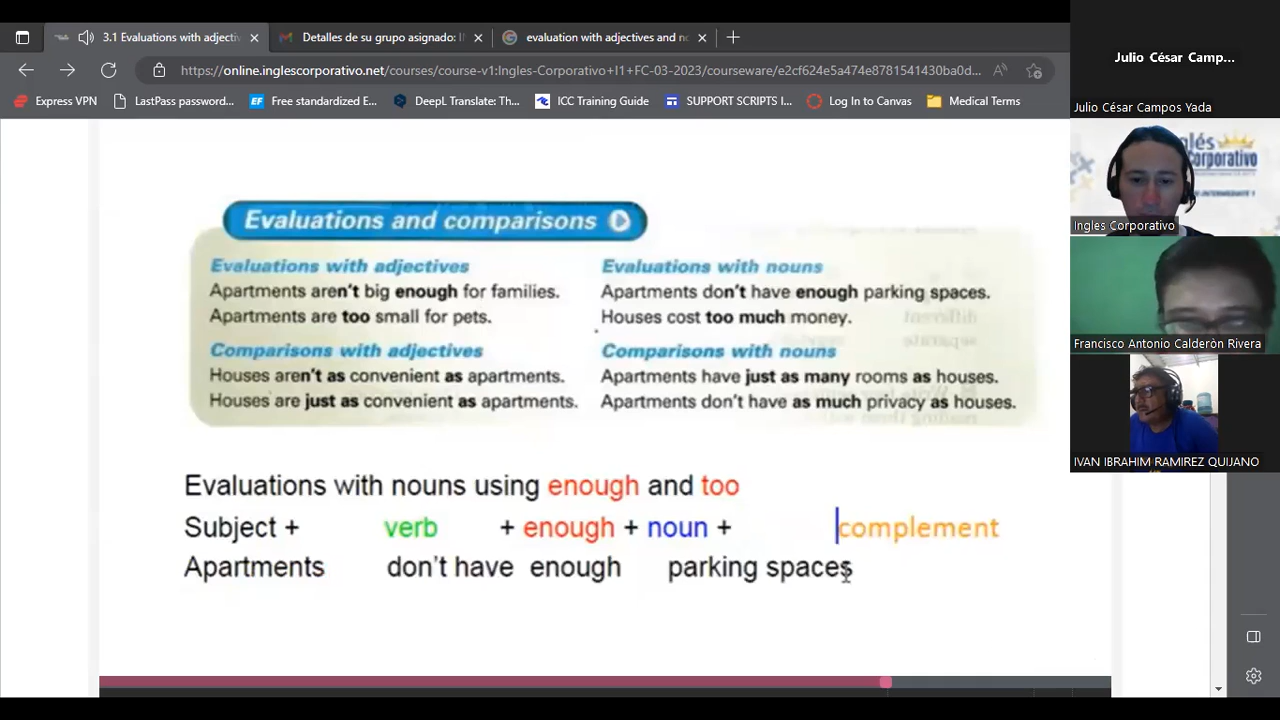 3.1 Evaluations with adjectiv
Detalles de su grupo asignado: I
evaluation with adjectives and no
https://online.inglescorporativo.net/courses/course-v1:Ingles-Corporativo+I1+FC-03-2023/courseware/e2cf624e5a474e8781541430ba0d...
Express VPN
LastPass password...
EF Free standardized E...
DeepL Translate: Th...
ICC Training Guide
SUPPORT SCRIPTS I...
Log In to Canvas
Medical Terms
Julio César Camp...
Julio César Campos Yada
Ingles Corporativo
Francisco Antonio Calderòn Rivera
IVAN IBRAHIM RAMIREZ QUIJANO
Evaluations and comparisons
Evaluations with adjectives
Apartments aren't big enough for families.
Apartments are too small for pets.
Comparisons with adjectives
Houses aren't as convenient as apartments.
Houses are just as convenient as apartments.
Evaluations with nouns
Apartments don't have enough parking spaces.
Houses cost too much money.
Comparisons with nouns
Apartments have just as many rooms as houses.
Apartments don't have as much privacy as houses.
Evaluations with nouns using enough and too
Subject + verb + enough + noun + complement
Apartments don't have enough parking spaces